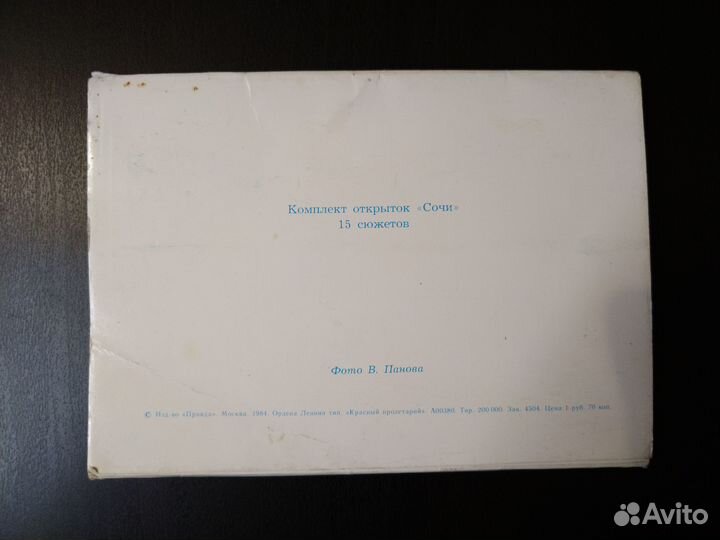 Комплект открыток «Сочи»
15 сюжетов
Фото В. Панова
© Изд-во «Правда». Москва. 1984. Ордена Ленина тип. «Красный пролетарий». А00380. Тир. 200 000. Зак. 4504. Цена 1 руб. 70 коп.
Avito